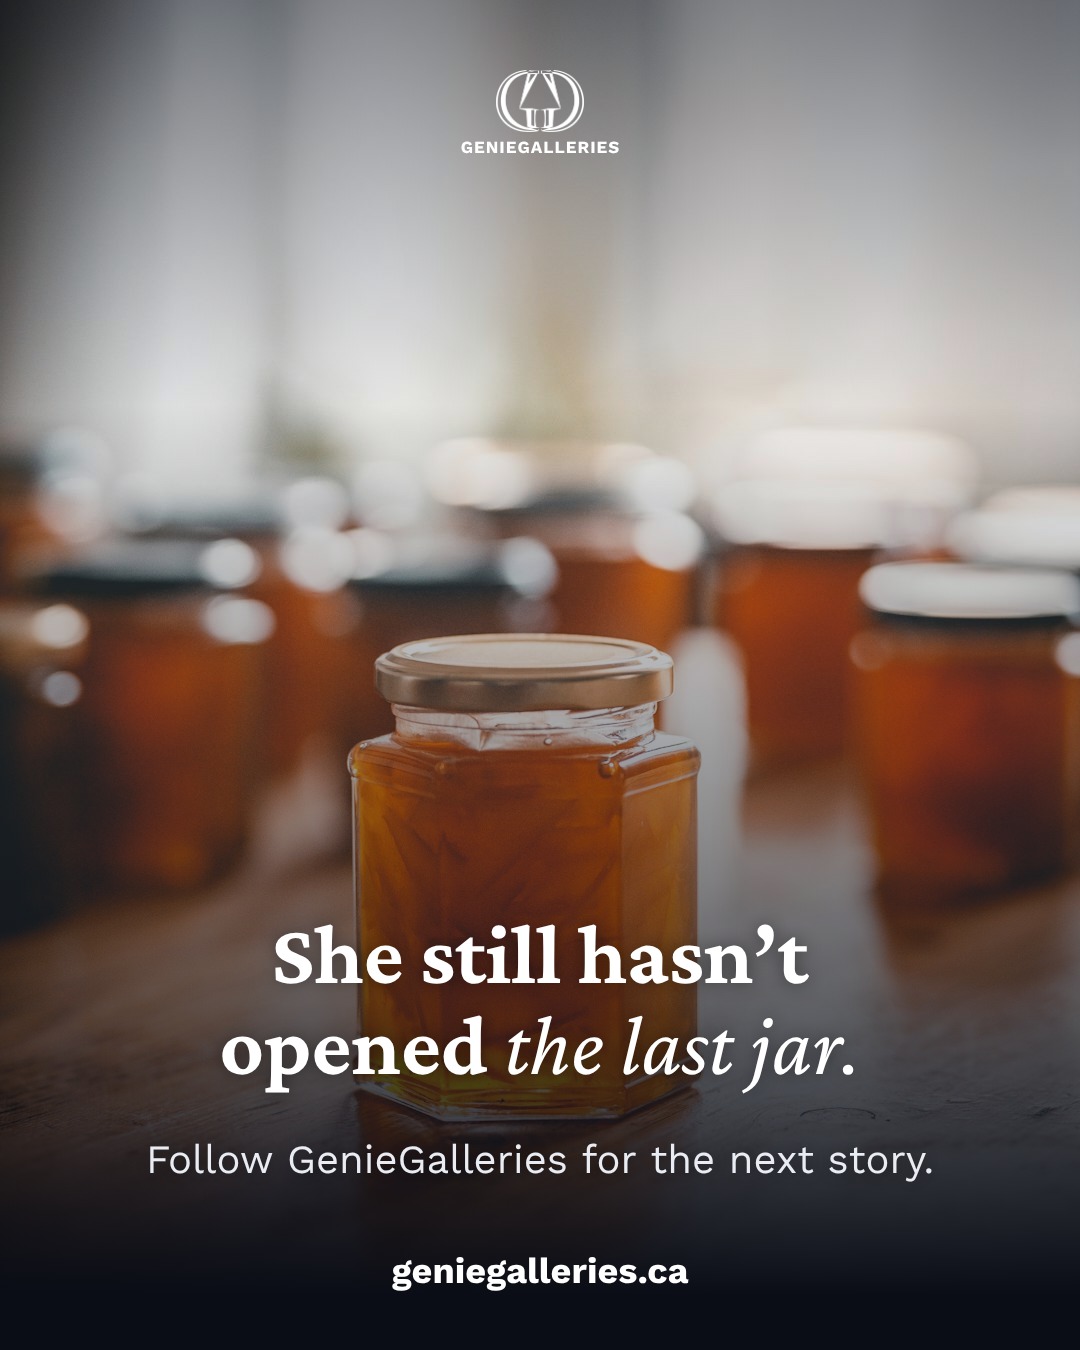 GENIEGALLERIES
She still hasn’t
opened the last jar.
Follow GenieGalleries for the next story.
geniegalleries.ca